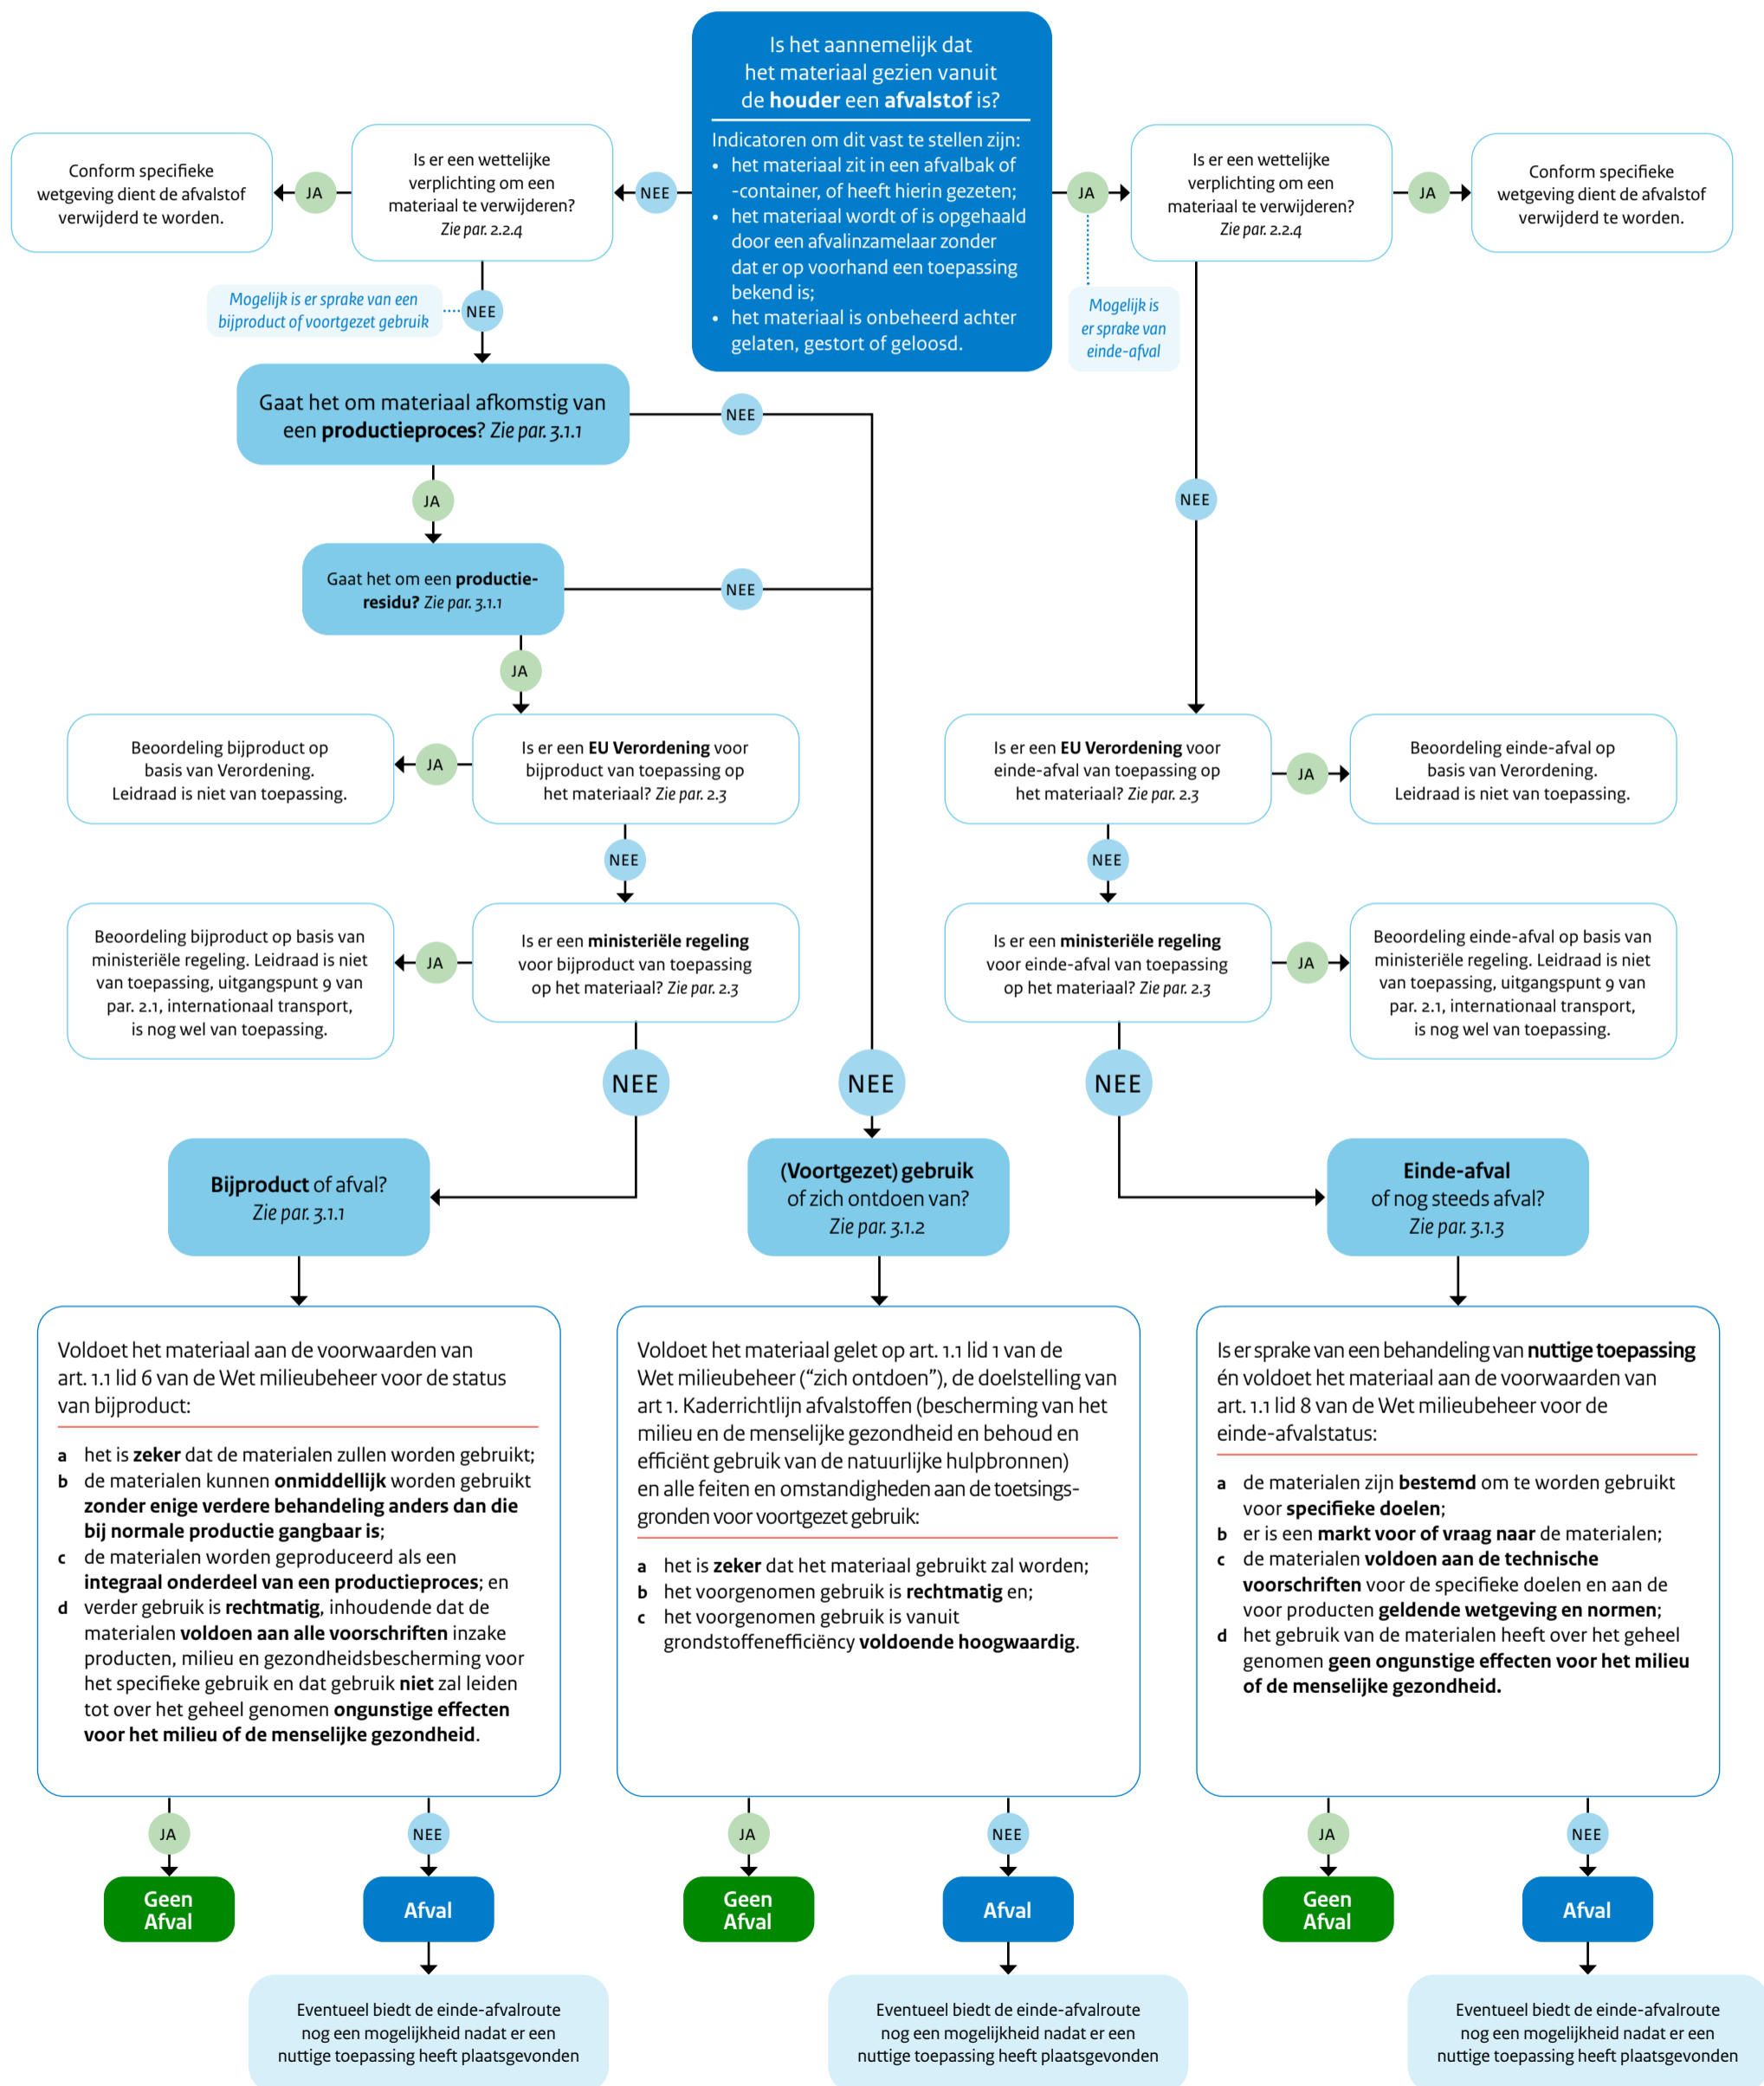 Is het aannemelijk dat
het materiaal gezien vanuit
de houder een afvalstof is?
Indicatoren om dit vast te stellen zijn:
• het materiaal zit in een afvalbak of
-container, of heeft hierin gezeten;
• het materiaal wordt of is opgehaald
door een afvalinzamelaar zonder
dat er op voorhand een toepassing
bekend is;
• het materiaal is onbeheerd achter
gelaten, gestort of geloosd.
Conform specifieke
wetgeving dient de afvalstof
verwijderd te worden.
JA
Is er een wettelijke
verplichting om een
materiaal te verwijderen?
Zie par. 2.2.4
NEE
JA
Is er een wettelijke
verplichting om een
materiaal te verwijderen?
Zie par. 2.2.4
JA
Conform specifieke
wetgeving dient de afvalstof
verwijderd te worden.
Mogelijk is er sprake van een
bijproduct of voortgezet gebruik
NEE
Mogelijk is
er sprake van
einde-afval
Gaat het om materiaal afkomstig van
een productieproces? Zie par. 3.1.1
NEE
JA
NEE
Gaat het om een productie-
residu? Zie par. 3.1.1
NEE
JA
Beoordeling bijproduct op
basis van Verordening.
Leidraad is niet van toepassing.
JA
Is er een EU Verordening voor
bijproduct van toepassing op
het materiaal? Zie par. 2.3
Is er een EU Verordening voor
einde-afval van toepassing op
het materiaal? Zie par. 2.3
JA
Beoordeling einde-afval op
basis van Verordening.
Leidraad is niet van toepassing.
NEE
NEE
Beoordeling bijproduct op basis van
ministeriële regeling. Leidraad is niet
van toepassing, uitgangspunt 9 van
par. 2.1, internationaal transport,
is nog wel van toepassing.
JA
Is er een ministeriële regeling
voor bijproduct van toepassing
op het materiaal? Zie par. 2.3
Is er een ministeriële regeling
voor einde-afval van toepassing
op het materiaal? Zie par. 2.3
JA
Beoordeling einde-afval op basis van
ministeriële regeling. Leidraad is niet
van toepassing, uitgangspunt 9 van
par. 2.1, internationaal transport,
is nog wel van toepassing.
NEE
NEE
NEE
Bijproduct of afval?
Zie par. 3.1.1
(Voortgezet) gebruik
of zich ontdoen van?
Zie par. 3.1.2
Einde-afval
of nog steeds afval?
Zie par. 3.1.3
Voldoet het materiaal aan de voorwaarden van
art. 1.1 lid 6 van de Wet milieubeheer voor de status
van bijproduct:
a het is zeker dat de materialen zullen worden gebruikt;
b de materialen kunnen onmiddellijk worden gebruikt
zonder enige verdere behandeling anders dan die
bij normale productie gangbaar is;
c de materialen worden geproduceerd als een
integraal onderdeel van een productieproces; en
d verder gebruik is rechtmatig, inhoudende dat de
materialen voldoen aan alle voorschriften inzake
producten, milieu en gezondheidsbescherming voor
het specifieke gebruik en dat gebruik niet zal leiden
tot over het geheel genomen ongunstige effecten
voor het milieu of de menselijke gezondheid.
Voldoet het materiaal gelet op art. 1.1 lid 1 van de
Wet milieubeheer (“zich ontdoen”), de doelstelling van
art 1. Kaderrichtlijn afvalstoffen (bescherming van het
milieu en de menselijke gezondheid en behoud en
efficiënt gebruik van de natuurlijke hulpbronnen)
en alle feiten en omstandigheden aan de toetsings-
gronden voor voortgezet gebruik:
a het is zeker dat het materiaal gebruikt zal worden;
b het voorgenomen gebruik is rechtmatig en;
c het voorgenomen gebruik is vanuit
grondstoffenefficiëncy voldoende hoogwaardig.
Is er sprake van een behandeling van nuttige toepassing
én voldoet het materiaal aan de voorwaarden van
art. 1.1 lid 8 van de Wet milieubeheer voor de
einde-afvalstatus:
a de materialen zijn bestemd om te worden gebruikt
voor specifieke doelen;
b er is een markt voor of vraag naar de materialen;
c de materialen voldoen aan de technische
voorschriften voor de specifieke doelen en aan de
voor producten geldende wetgeving en normen;
d het gebruik van de materialen heeft over het geheel
genomen geen ongunstige effecten voor het milieu
of de menselijke gezondheid.
JA
NEE
JA
NEE
JA
NEE
Geen
Afval
Afval
Geen
Afval
Afval
Geen
Afval
Afval
Eventueel biedt de einde-afvalroute
nog een mogelijkheid nadat er een
nuttige toepassing heeft plaatsgevonden
Eventueel biedt de einde-afvalroute
nog een mogelijkheid nadat er een
nuttige toepassing heeft plaatsgevonden
Eventueel biedt de einde-afvalroute
nog een mogelijkheid nadat er een
nuttige toepassing heeft plaatsgevonden